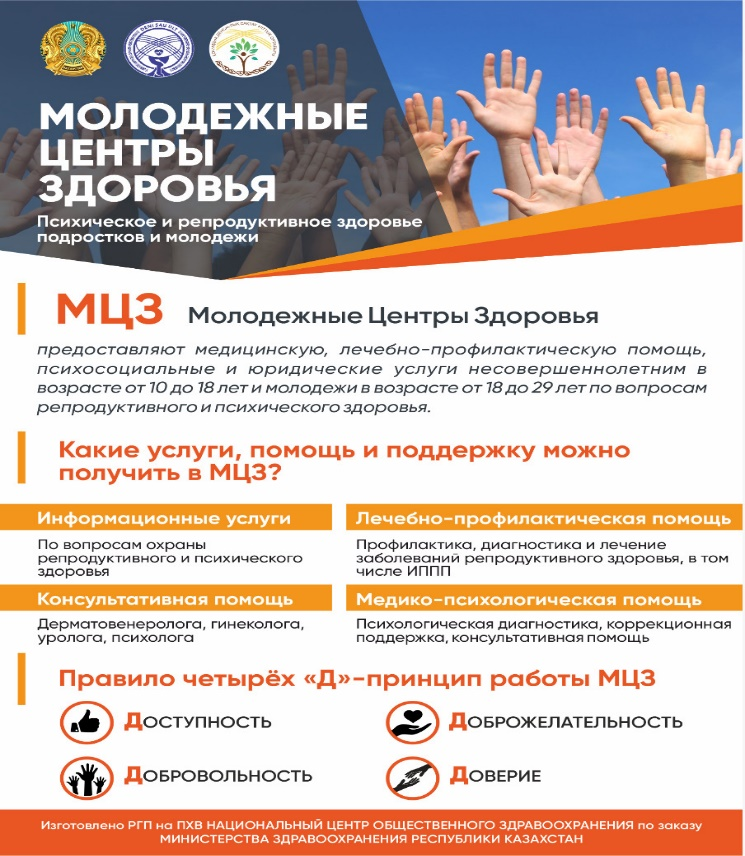 DENI SAU ULT
МОЛОДЕЖНЫЕ
ЦЕНТРЫ
ЗДОРОВЬЯ
Психическое и репродуктивное здоровье
подростков и молодежи
МЦЗ Молодежные Центры Здоровья
предоставляют медицинскую, лечебно-профилактическую помощь,
психосоциальные и юридические услуги несовершеннолетним в
возрасте от 10 до 18 лет и молодежи в возрасте от 18 до 29 лет по вопросам
репродуктивного и психического здоровья.
Какие услуги, помощь и поддержку можно
получить в МЦЗ?
Информационные услуги
По вопросам охраны
репродуктивного и психического
здоровья
Лечебно-профилактическая помощь
Профилактика, диагностика и лечение
заболеваний репродуктивного здоровья, в том
числе ИППП
Консультативная помощь
Дерматовенеролога, гинеколога,
уролога, психолога
Медико-психологическая помощь
Психологическая диагностика, коррекционная
поддержка, консультативная помощь
Правило четырёх «Д»-принцип работы МЦЗ
ДОСТУПНОСТЬ
ДОБРОЖЕЛАТЕЛЬНОСТЬ
ДОБРОВОЛЬНОСТЬ
ДОВЕРИЕ
Изготовлено РГП на ПХВ НАЦИОНАЛЬНЫЙ ЦЕНТР ОБЩЕСТВЕННОГО ЗДРАВООХРАНЕНИЯ по заказу
МИНИСТЕРСТВА ЗДРАВООХРАНЕНИЯ РЕСПУБЛИКИ КАЗАХСТАН